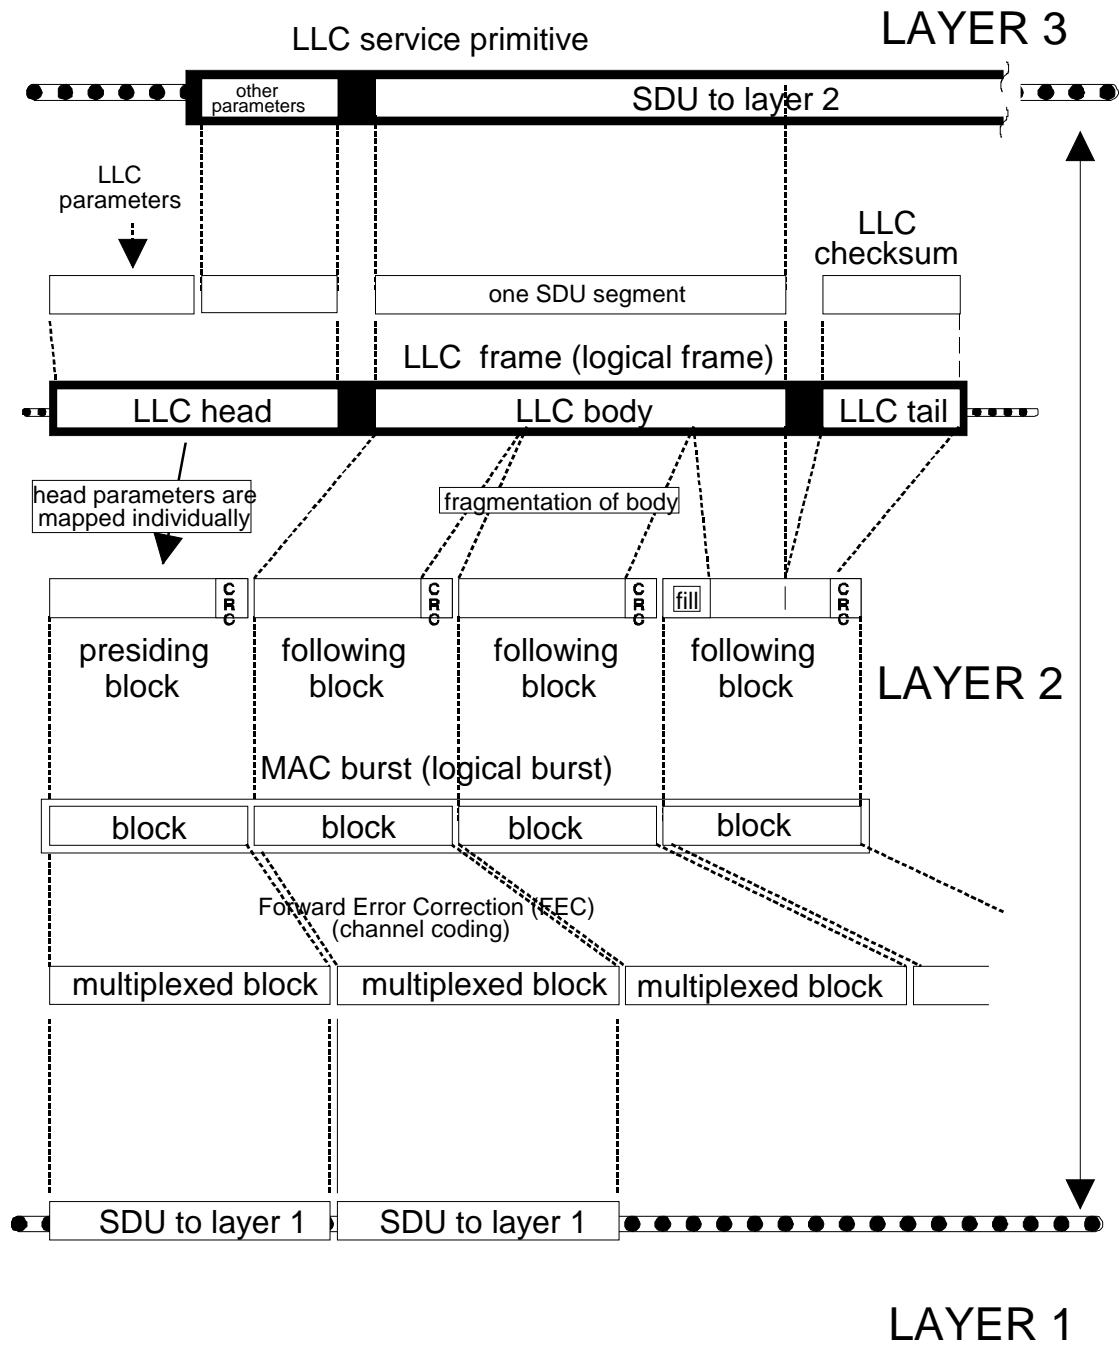 LAYER 3
LLC service primitive
other
parameters
SDU to layer 2
LLC
parameters
LLC
checksum
one SDU segment
LLC frame (logical frame)
LLC head
LLC body
LLC tail
head parameters are
mapped individually
fragmentation of body
C
R
C
C
R
C
C
R
C
fill
C
R
C
presiding
block
following
block
following
block
following
block
LAYER 2
MAC burst (logical burst)
block
block
block
block
Forward Error Correction (FEC)
(channel coding)
multiplexed block
multiplexed block
multiplexed block
SDU to layer 1
SDU to layer 1
LAYER 1